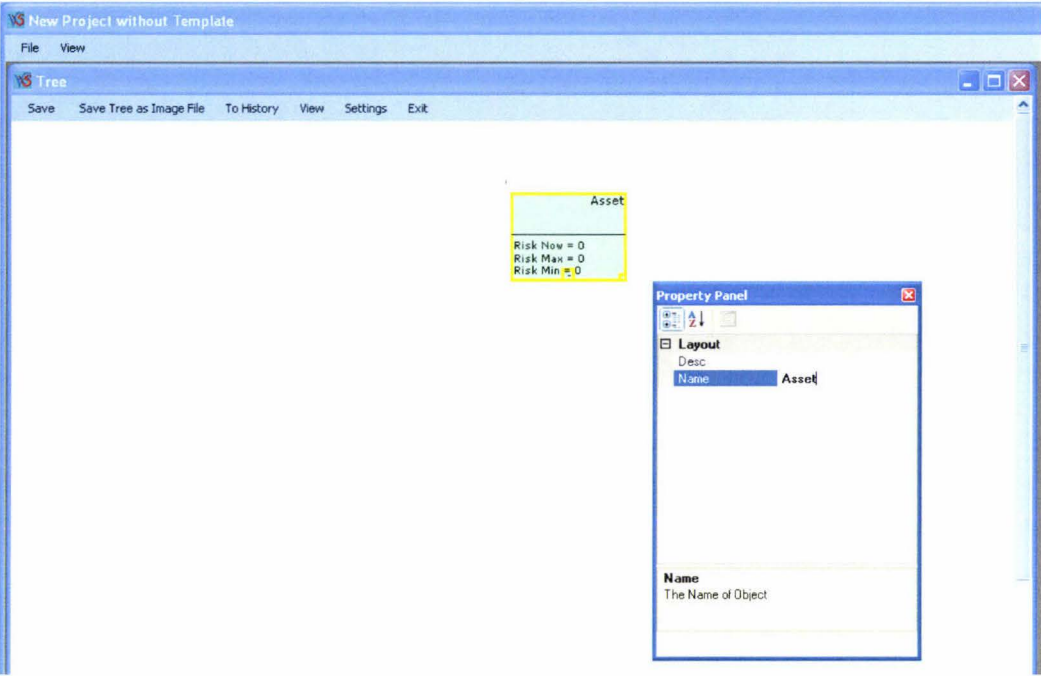 New Project without Template
File View
Tree
Save Save Tree as Image File To History View Settings Exit
Asset
Risk Now = 0
Risk Max = 0
Risk Min = 0
Property Panel
Layout
Desc
Name Asset
Name
The Name of Object